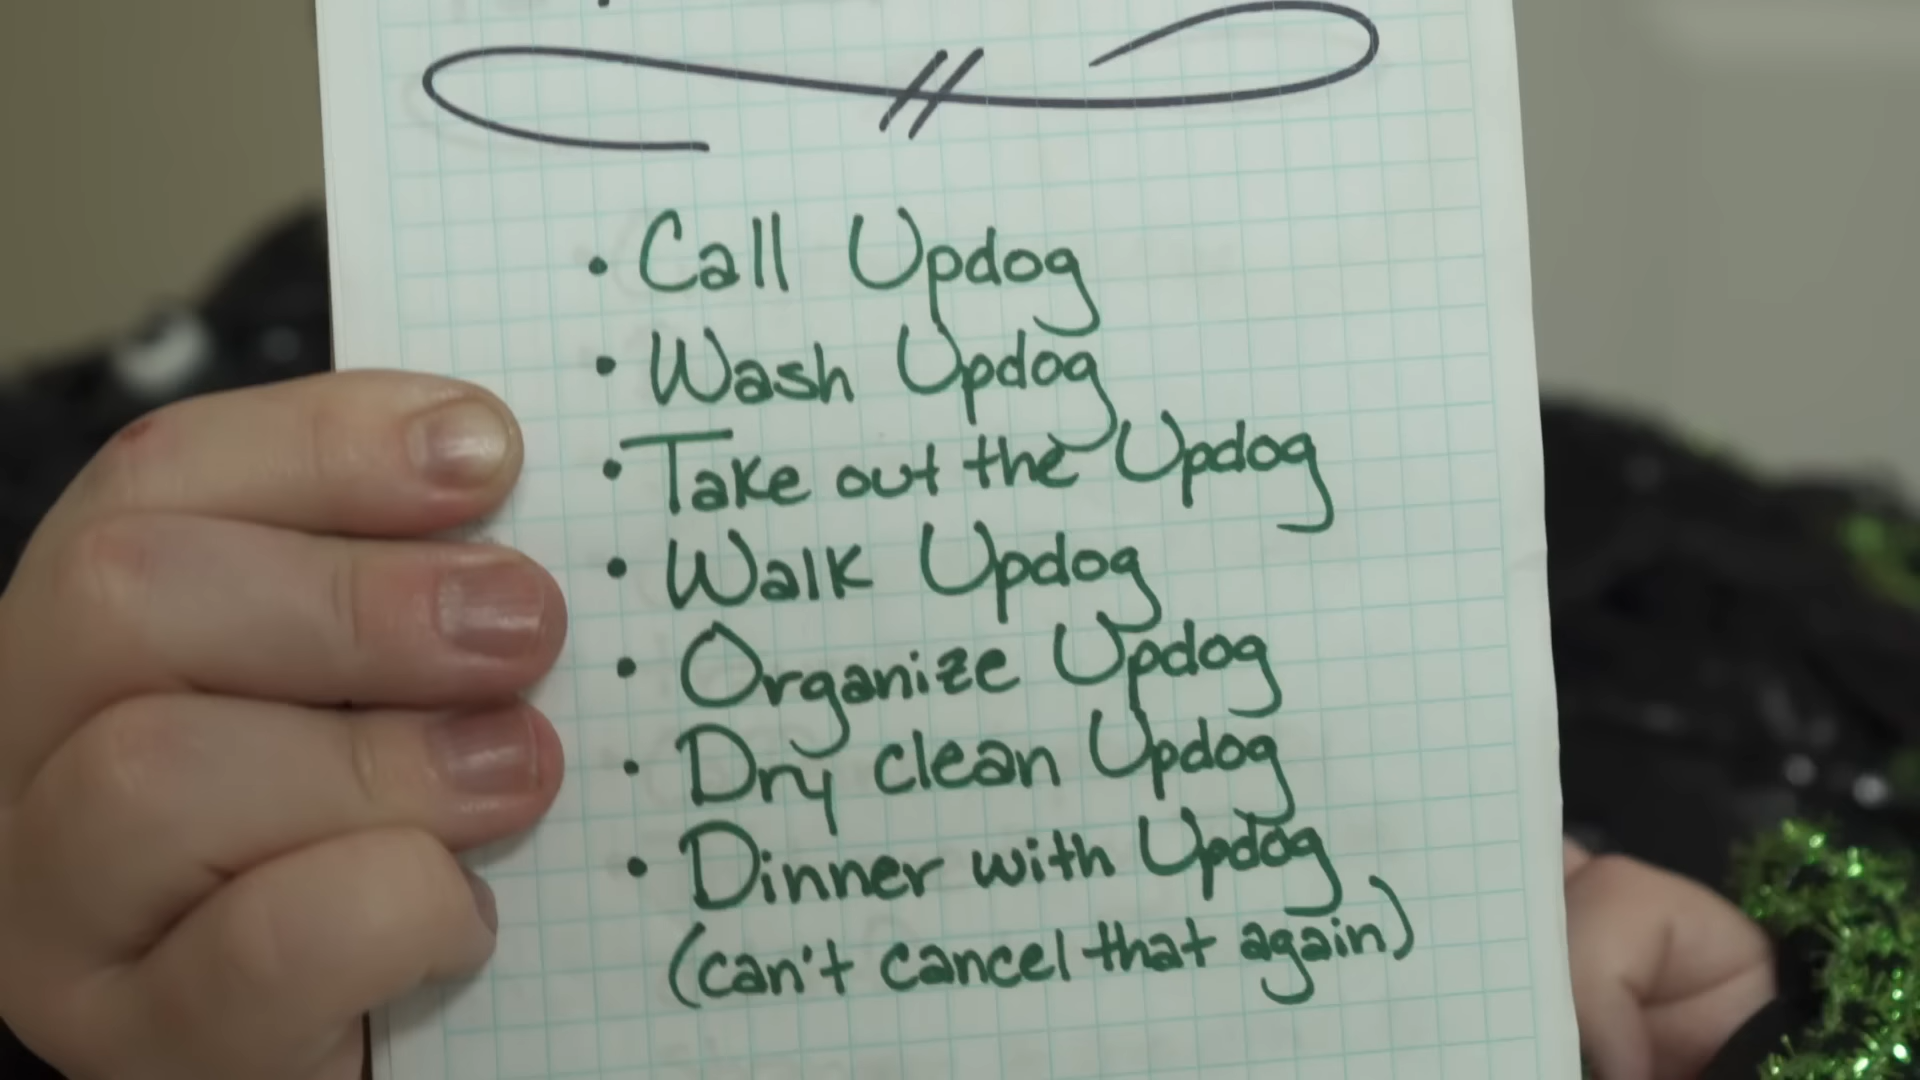 • Call Updog
• Wash Updog
• Take out the Updog
• Walk Updog
• Organize Updog
• Dry clean Updog
• Dinner with Updog
(can't cancel that again)